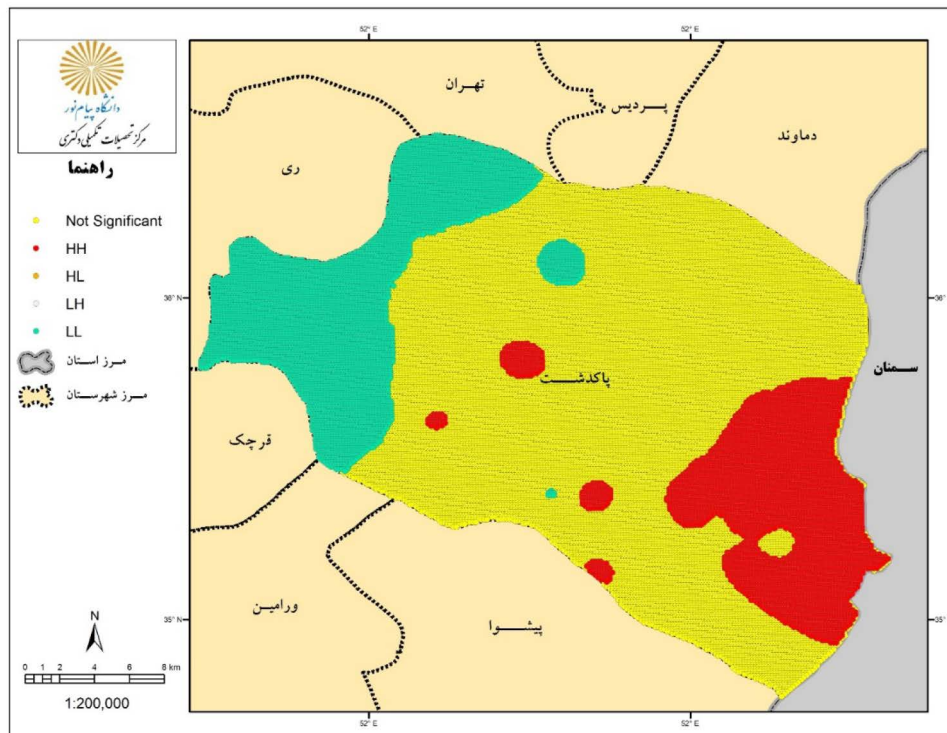 دانشگاه پیام نور
مرکز تحصیلات تکمیلی دکتری
راهنما
Not Significant
HH
HL
LH
LL
مرز استان
مرز شهرستان
N
0 1 2 4 6 8 km
1:200,000
52° E
52° E
تهران
پردیس
دماوند
ری
36° N
36°
پاکدشت
سمنان
قرچک
ورامین
پیشوا
35° N
35°
52° E
52° E